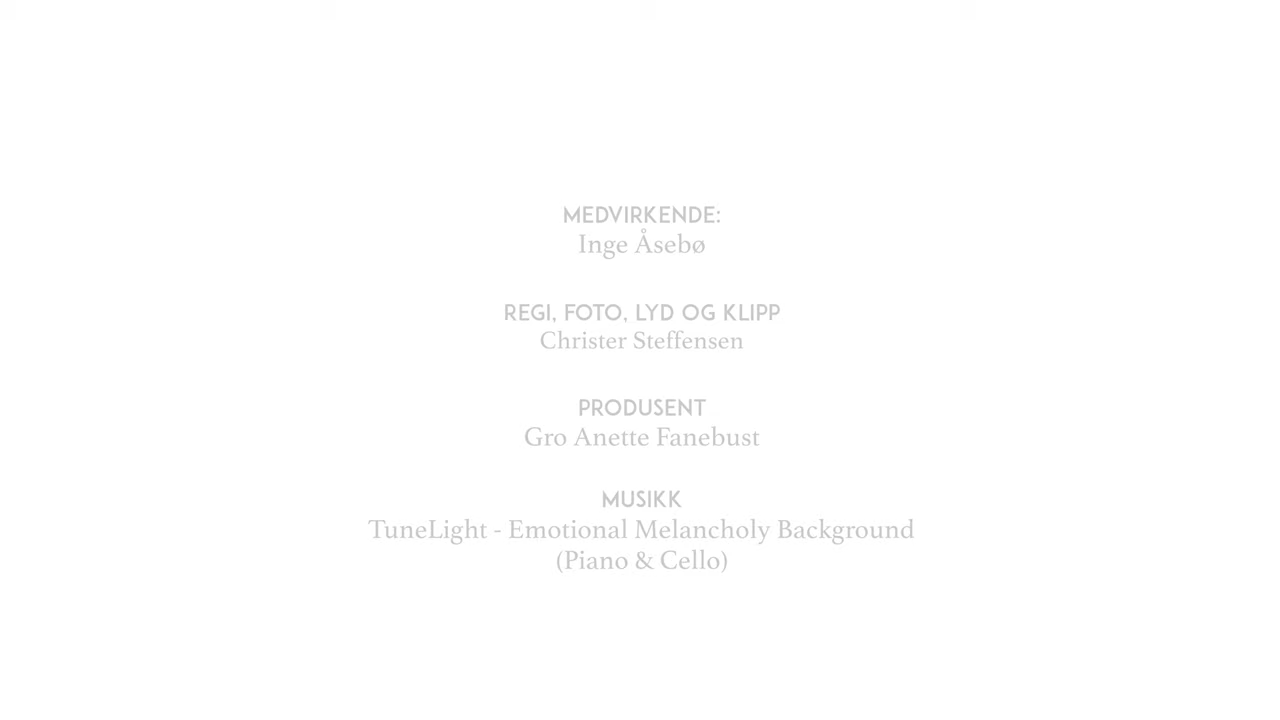 MEDVIRKENDE:
Inge Åsebø
REGI, FOTO, LYD OG KLIPP
Christer Steffensen
PRODUSENT
Gro Anette Fanebust
MUSIKK
TuneLight - Emotional Melancholy Background
(Piano & Cello)